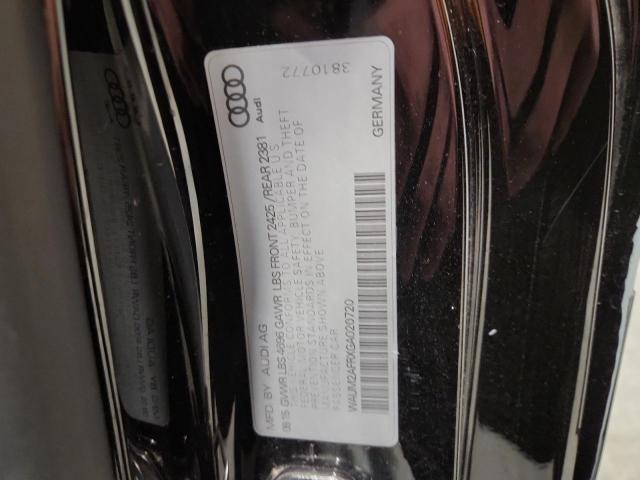 MFD. BY AUDI AG
08 15 GVWR LBS 4696 GAWR LBS FRONT 2425 / REAR 2381
THIS VEHICLE CONFORMS TO ALL APPLICABLE U.S.
FEDERAL MOTOR VEHICLE SAFETY, BUMPER AND THEFT
PREVENTION STANDARDS IN EFFECT ON THE DATE OF
MANUFACTURE SHOWN ABOVE
PASSENGER CAR
WAUM2AFRXGA020720
GERMANY
Audi
3810772